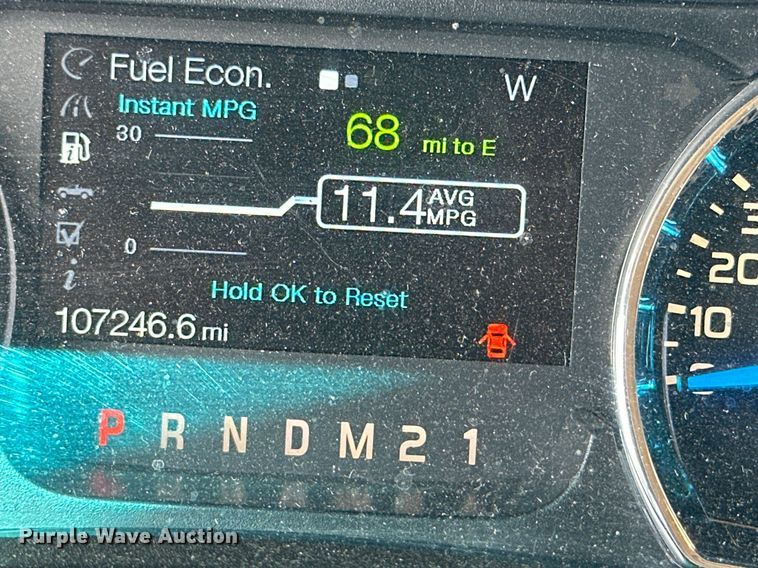 Fuel Econ.
W
Instant MPG
30
68 mi to E
11.4 AVG MPG
0
Hold OK to Reset
107246.6 mi
P R N D M 2 1
20
10
0
Purple Wave Auction